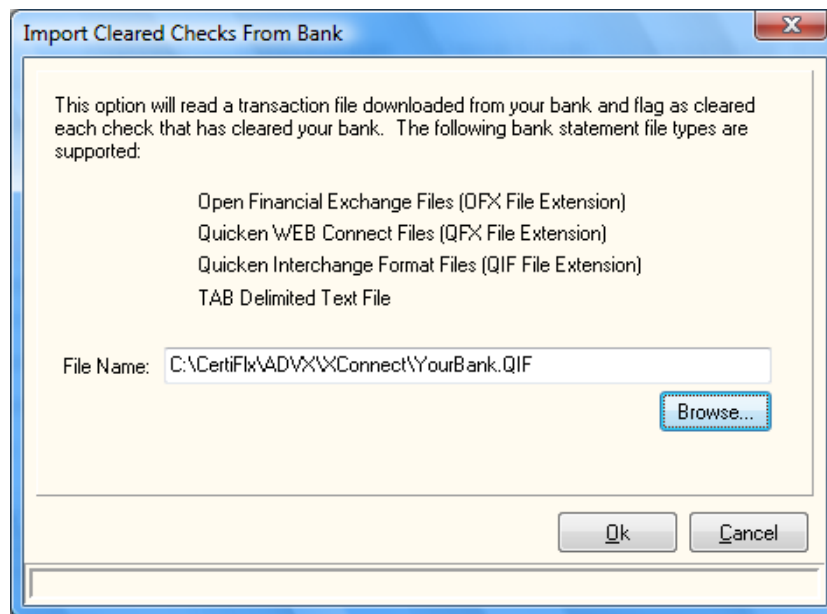 Import Cleared Checks From Bank
This option will read a transaction file downloaded from your bank and flag as cleared
each check that has cleared your bank.  The following bank statement file types are
supported:
Open Financial Exchange Files (OFX File Extension)
Quicken WEB Connect Files (QFX File Extension)
Quicken Interchange Format Files (QIF File Extension)
TAB Delimited Text File
File Name: C:\CertiFlx\ADVX\XConnect\YourBank.QIF
Browse...
Ok Cancel